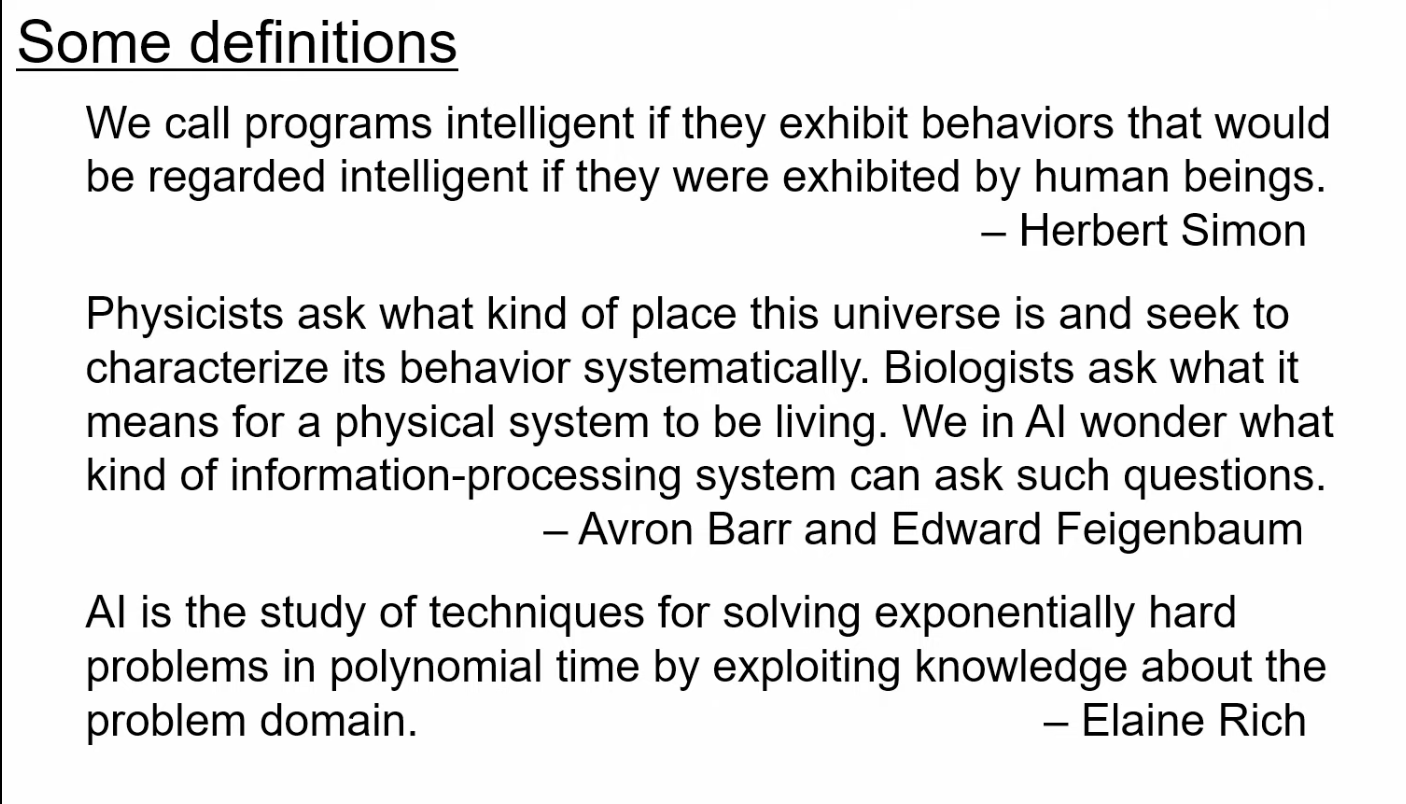 Some definitions
We call programs intelligent if they exhibit behaviors that would
be regarded intelligent if they were exhibited by human beings.
– Herbert Simon
Physicists ask what kind of place this universe is and seek to
characterize its behavior systematically. Biologists ask what it
means for a physical system to be living. We in AI wonder what
kind of information-processing system can ask such questions.
– Avron Barr and Edward Feigenbaum
AI is the study of techniques for solving exponentially hard
problems in polynomial time by exploiting knowledge about the
problem domain. – Elaine Rich